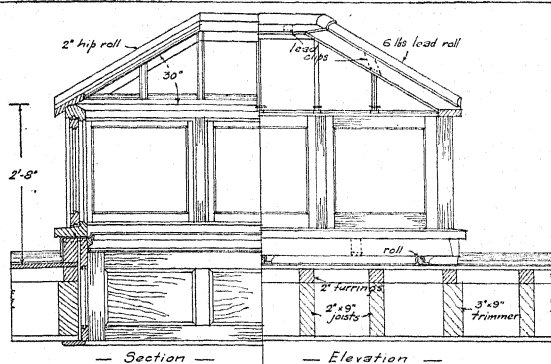 2" hip roll
lead
clips
6 lbs lead roll
30°
2'-8"
roll
2" furrings
2"x9"
joists
3"x9"
trimmer
— Section —
— Elevation —